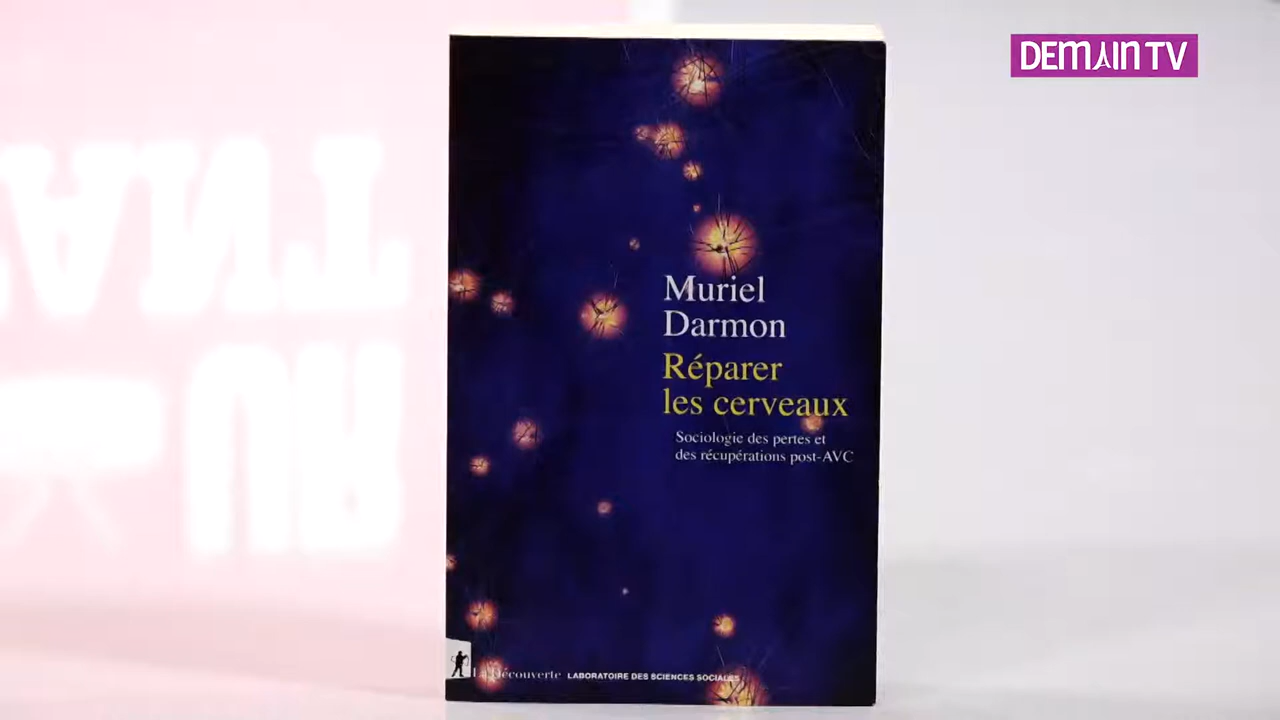 DEMAIN TV
Muriel
Darmon
Réparer
les cerveaux
Sociologie des pertes et
des récupérations post-AVC
La Découverte LABORATOIRE DES SCIENCES SOCIALES